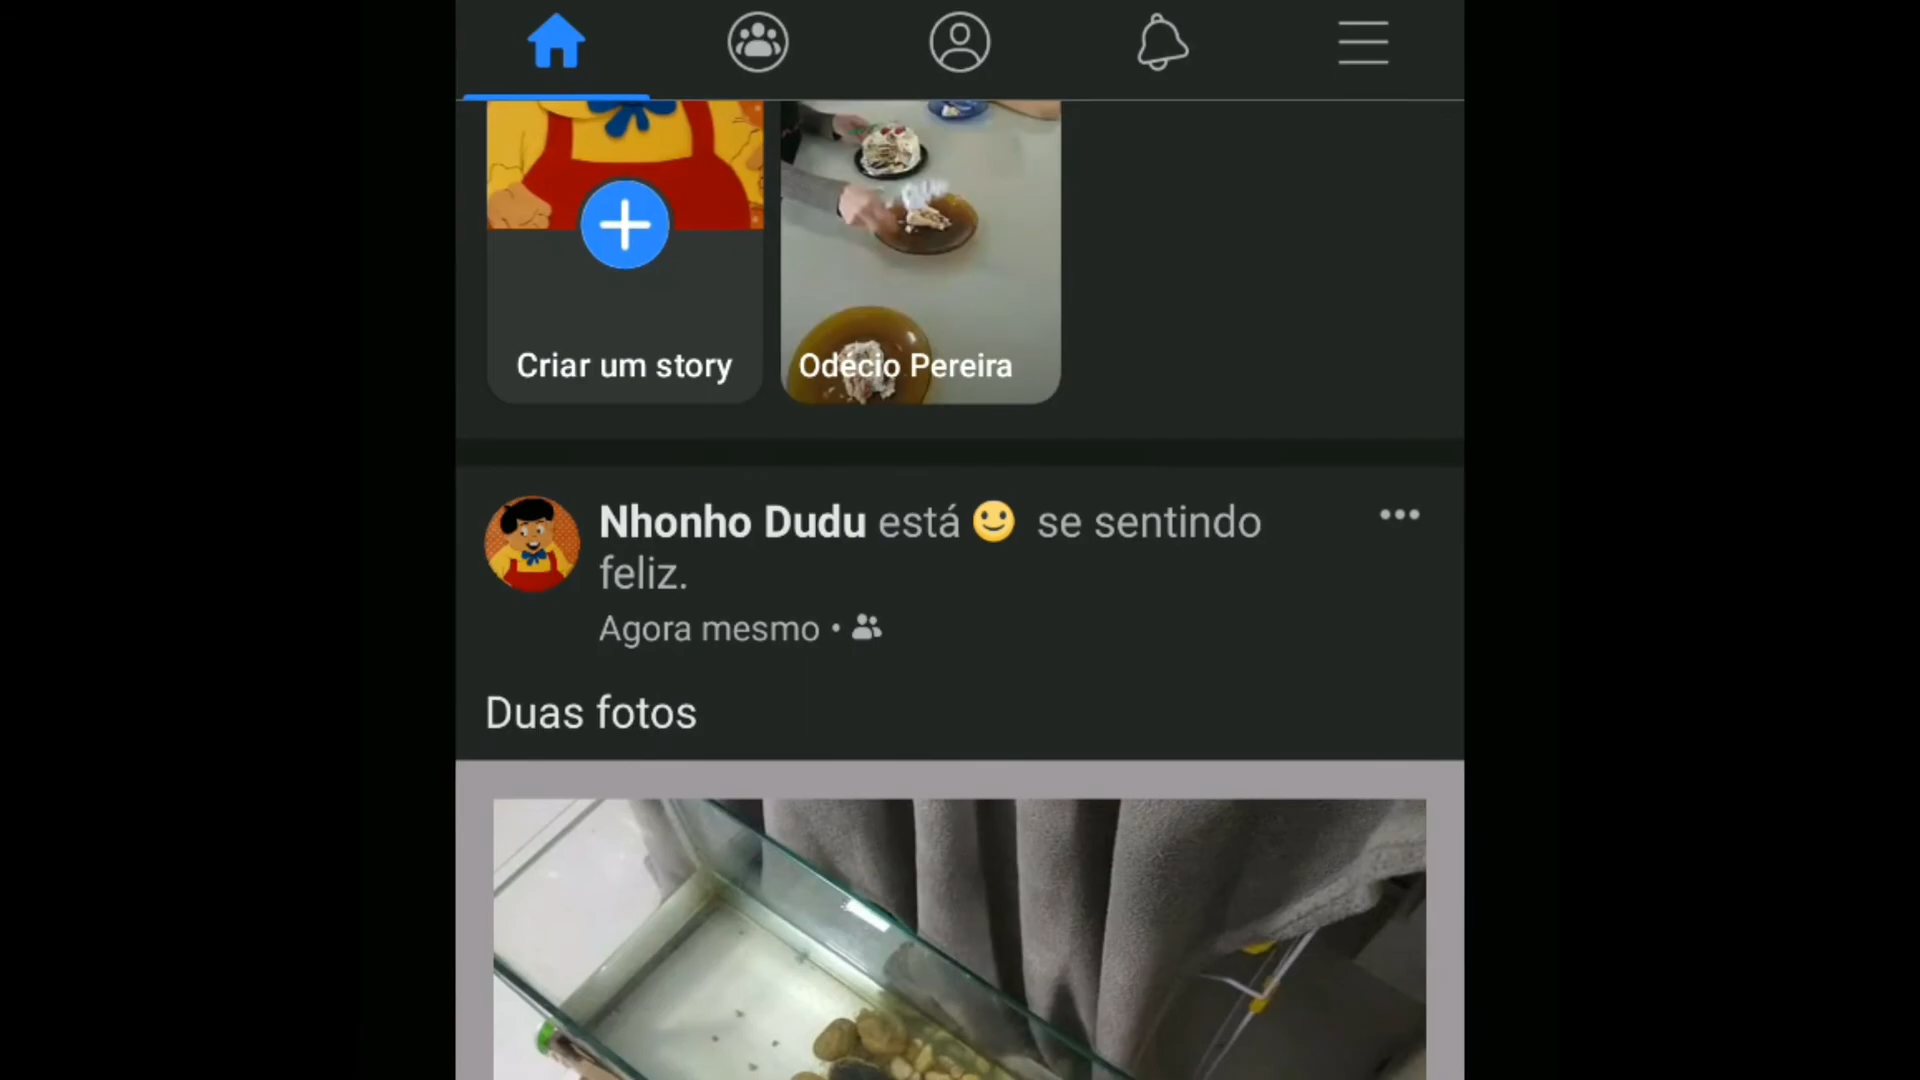 Criar um story
Odécio Pereira
Nhonho Dudu está se sentindo
feliz.
Agora mesmo •
Duas fotos